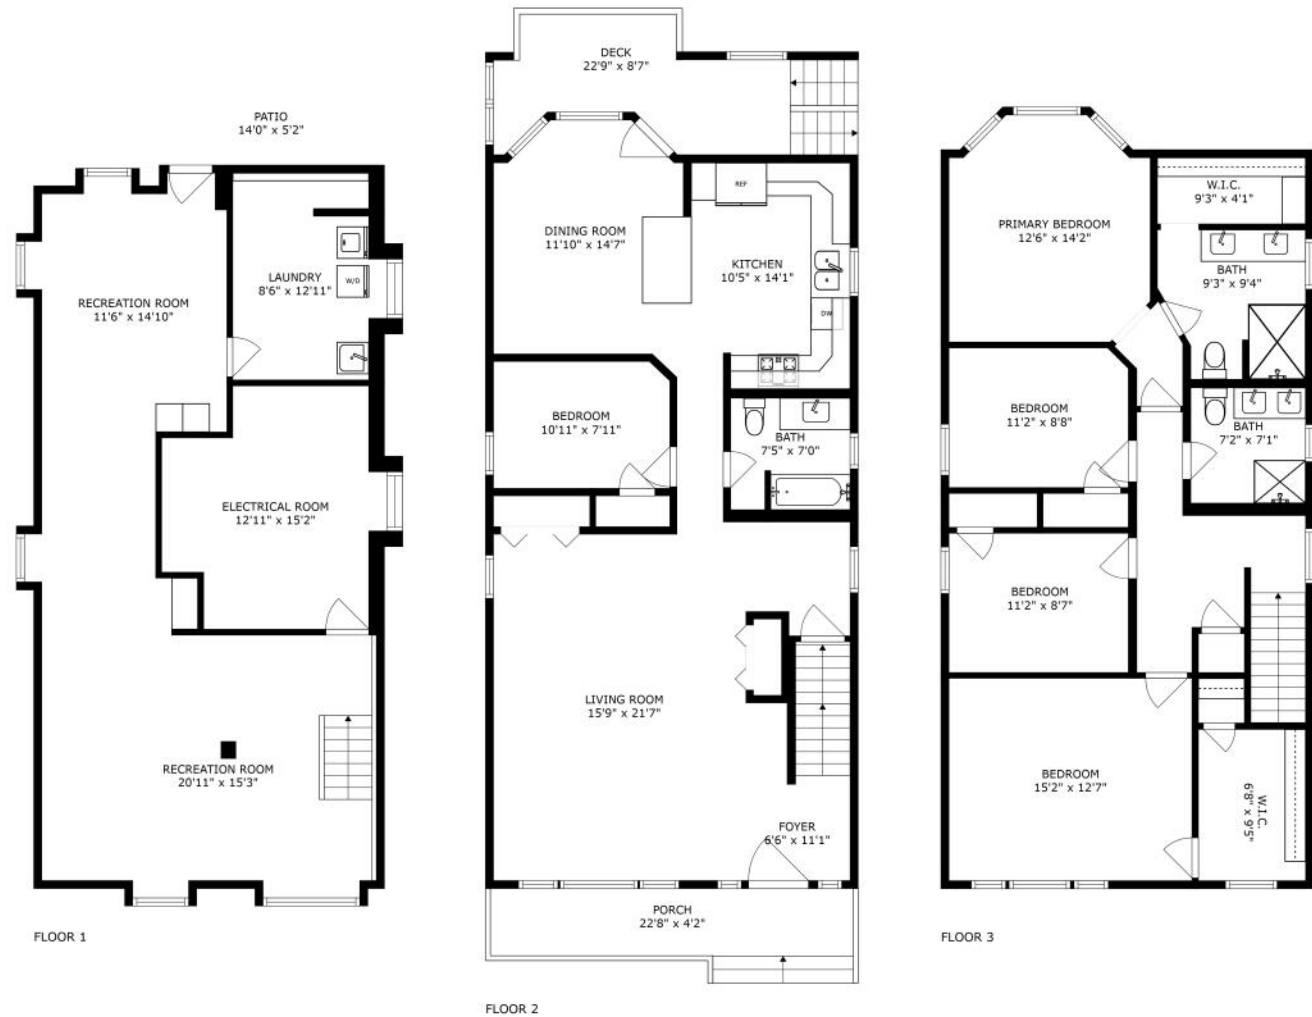 PATIO
14'0" x 5'2"
RECREATION ROOM
11'6" x 14'10"
LAUNDRY
8'6" x 12'11"
W/D
ELECTRICAL ROOM
12'11" x 15'2"
RECREATION ROOM
20'11" x 15'3"
FLOOR 1
DECK
22'9" x 8'7"
DINING ROOM
11'10" x 14'7"
REF
KITCHEN
10'5" x 14'1"
DW
BEDROOM
10'11" x 7'11"
BATH
7'5" x 7'0"
LIVING ROOM
15'9" x 21'7"
FOYER
6'6" x 11'1"
PORCH
22'8" x 4'2"
FLOOR 2
PRIMARY BEDROOM
12'6" x 14'2"
W.I.C.
9'3" x 4'1"
BATH
9'3" x 9'4"
BEDROOM
11'2" x 8'8"
BATH
7'2" x 7'1"
BEDROOM
11'2" x 8'7"
BEDROOM
15'2" x 12'7"
W.I.C.
6'8" x 9'5"
FLOOR 3